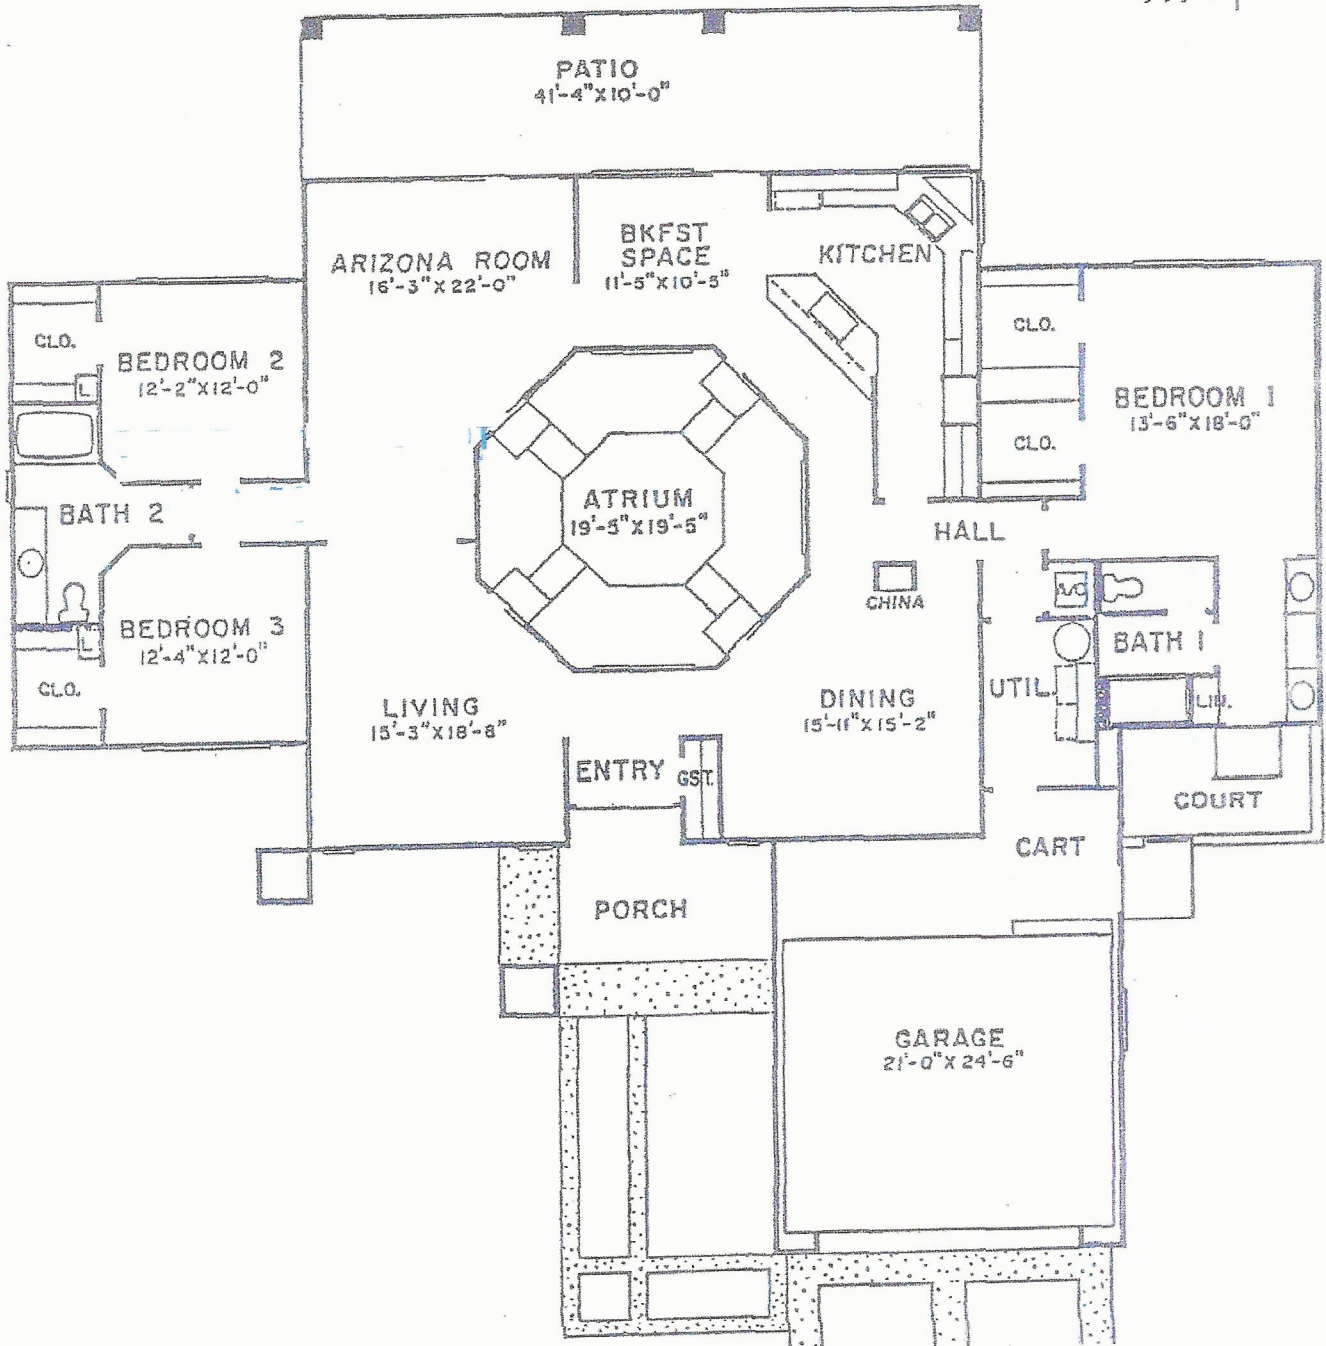 PATIO
41'-4"X10'-0"
ARIZONA ROOM
16'-3"X22'-0"
BKFST
SPACE
11'-5"X10'-5"
KITCHEN
CLO.
BEDROOM 2
12'-2"X12'-0"
L
CLO.
BEDROOM 1
13'-6"X18'-0"
CLO.
BATH 2
ATRIUM
19'-5"X19'-5"
HALL
CHINA
BEDROOM 3
12'-4"X12'-0"
L
CLO.
BATH 1
UTIL.
LIN.
LIVING
15'-3"X18'-8"
DINING
15'-11"X15'-2"
ENTRY
GST.
COURT
CART
PORCH
GARAGE
21'-0"X24'-6"